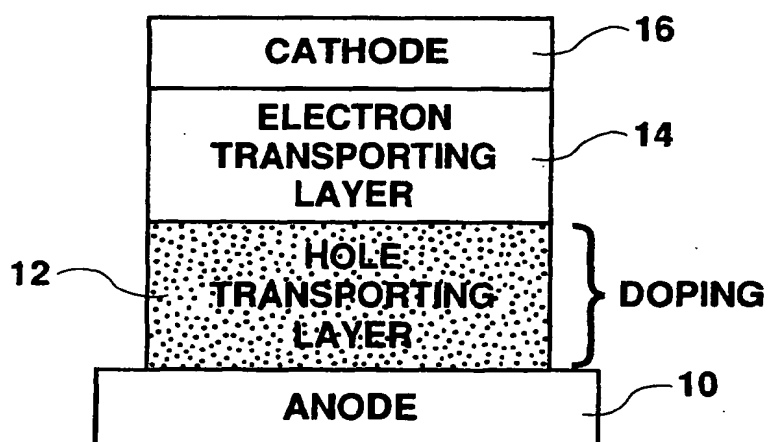 CATHODE
16
ELECTRON
TRANSPORTING
LAYER
14
HOLE
TRANSPORTING
LAYER
12
DOPING
ANODE
10